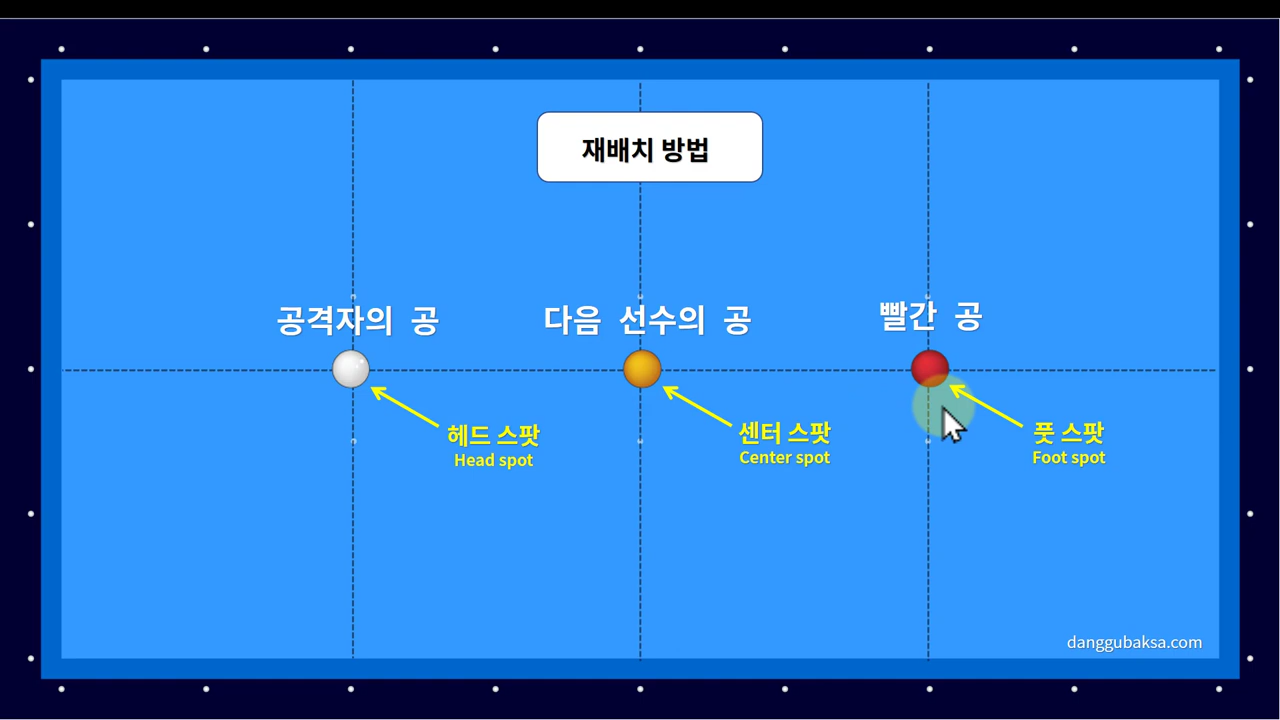 재배치 방법
공격자의 공
다음 선수의 공
빨간 공
헤드 스팟
Head spot
센터 스팟
Center spot
풋 스팟
Foot spot
danggubaksa.com